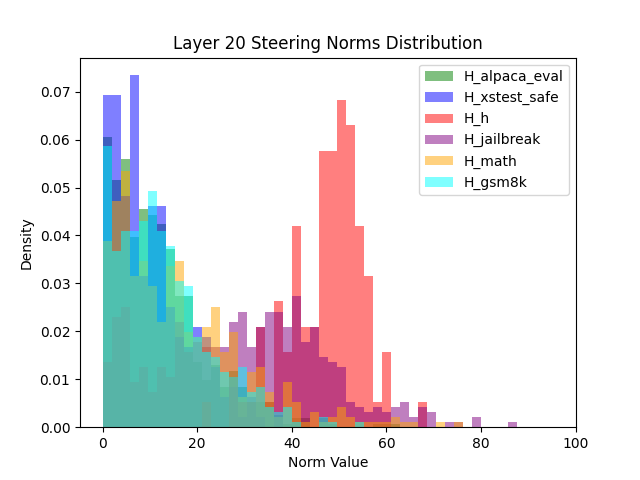 Layer 20 Steering Norms Distribution
H_alpaca_eval
H_xstest_safe
H_h
H_jailbreak
H_math
H_gsm8k
Density
0.07
0.06
0.05
0.04
0.03
0.02
0.01
0.00
0 20 40 60 80 100
Norm Value